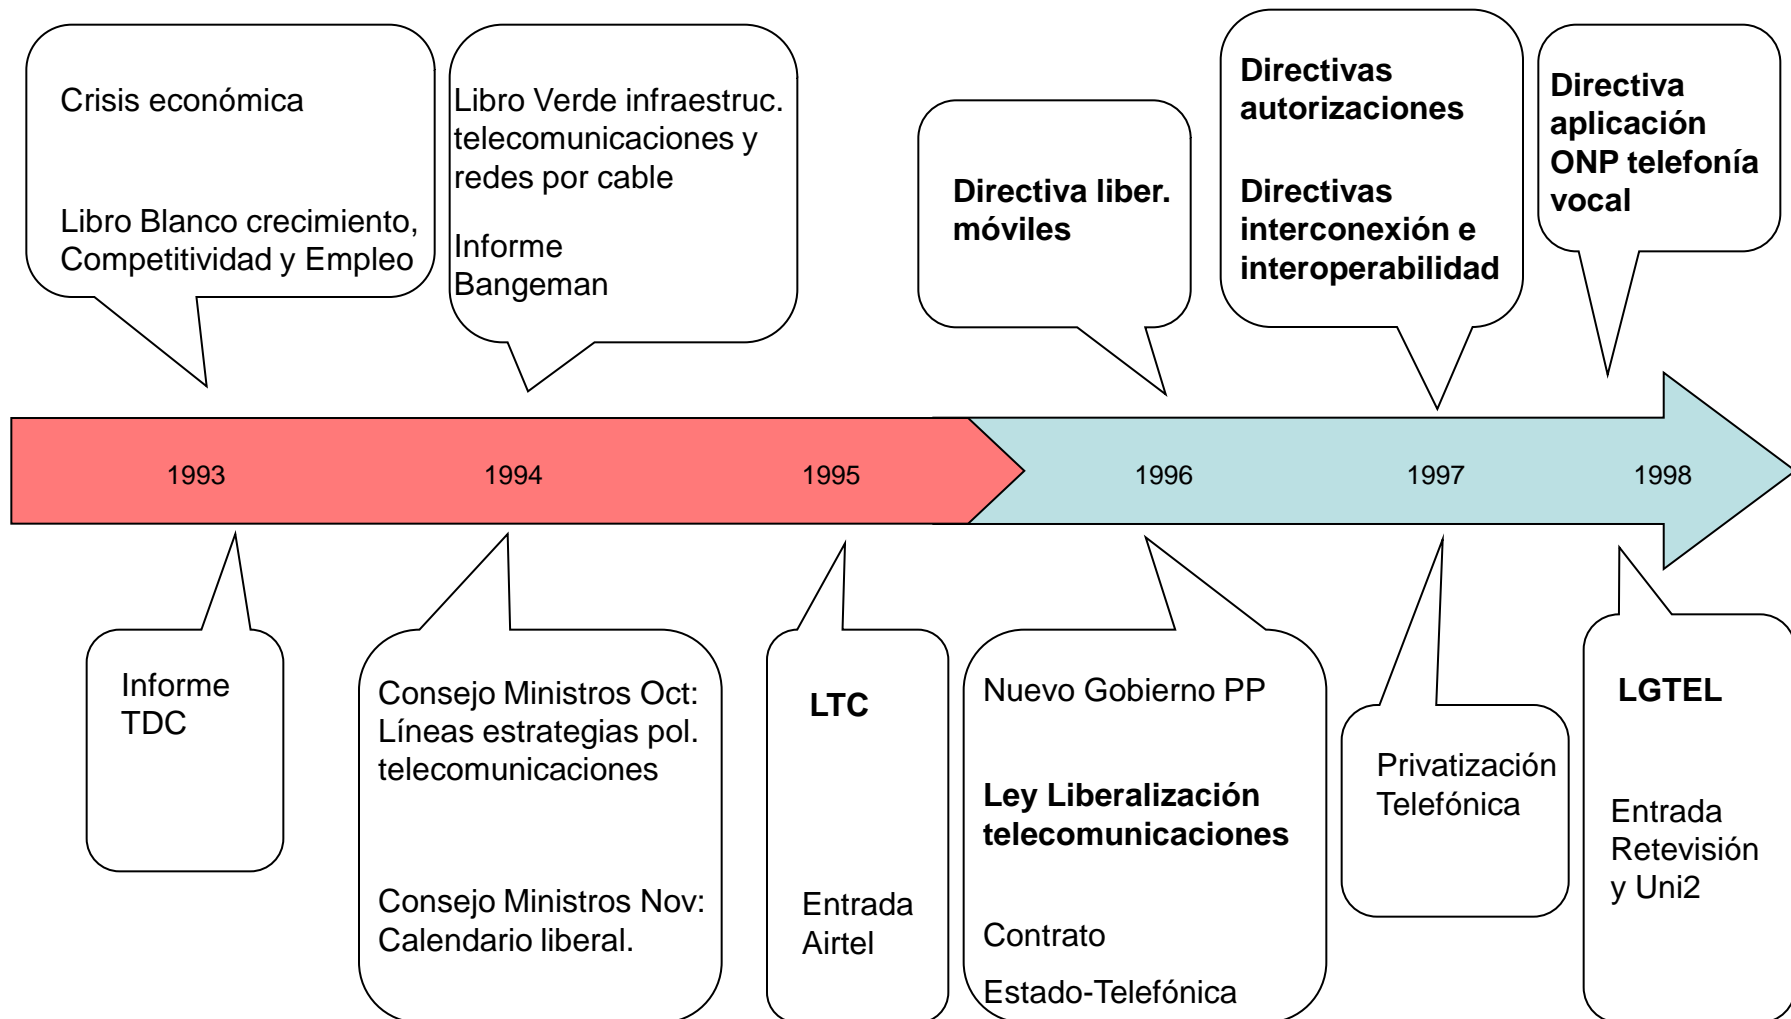 Crisis económica
Libro Blanco crecimiento,
Competitividad y Empleo
Libro Verde infraestruc.
telecomunicaciones y
redes por cable
Informe
Bangeman
Directiva liber.
móviles
Directivas
autorizaciones
Directivas
interconexión e
interoperabilidad
Directiva
aplicación
ONP telefonía
vocal
1993
1994
1995
1996
1997
1998
Informe
TDC
Consejo Ministros Oct:
Líneas estrategias pol.
telecomunicaciones
Consejo Ministros Nov:
Calendario liberal.
LTC
Entrada
Airtel
Nuevo Gobierno PP
Ley Liberalización
telecomunicaciones
Contrato
Estado-Telefónica
Privatización
Telefónica
LGTEL
Entrada
Retevisión
y Uni2